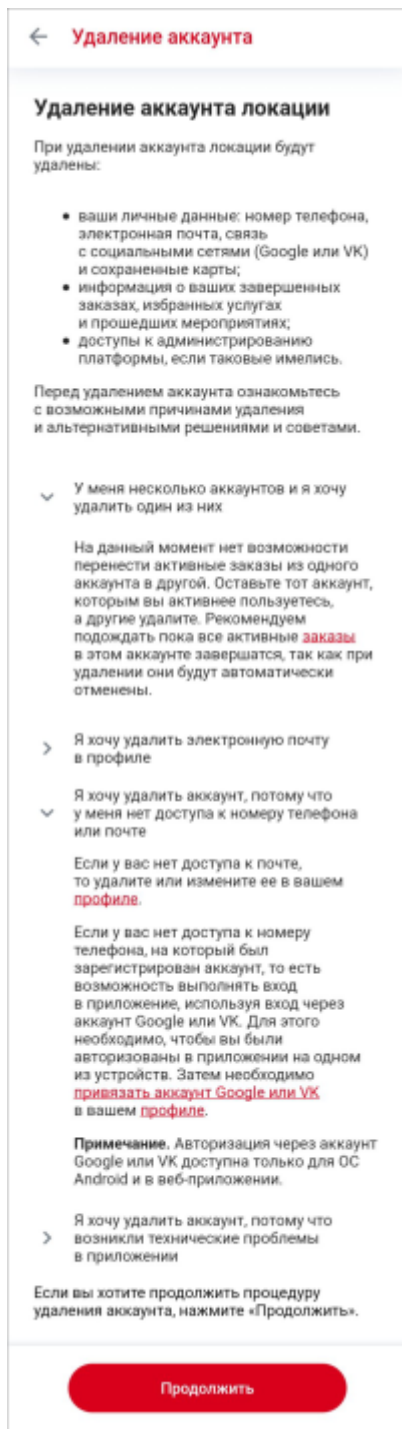 Удаление аккаунта
Удаление аккаунта локации
При удалении аккаунта локации будут
удалены:
ваши личные данные: номер телефона,
электронная почта, связь
с социальными сетями (Google или VK)
и сохраненные карты;
информация о ваших завершенных
заказах, избранных услугах
и прошедших мероприятиях;
доступы к администрированию
платформы, если таковые имелись.
Перед удалением аккаунта ознакомьтесь
с возможными причинами удаления
и альтернативными решениями и советами.
У меня несколько аккаунтов и я хочу
удалить один из них
На данный момент нет возможности
перенести активные заказы из одного
аккаунта в другой. Оставьте тот аккаунт,
которым вы активнее пользуетесь,
а другие удалите. Рекомендуем
подождать пока все активные заказы
в этом аккаунте завершатся, так как при
удалении они будут автоматически
отменены.
Я хочу удалить электронную почту
в профиле
Я хочу удалить аккаунт, потому что
у меня нет доступа к номеру телефона
или почте
Если у вас нет доступа к почте,
то удалите или измените ее в вашем
профиле.
Если у вас нет доступа к номеру
телефона, на который был
зарегистрирован аккаунт, то есть
возможность выполнять вход
в приложение, используя вход через
аккаунт Google или VK. Для этого
необходимо, чтобы вы были
авторизованы в приложении на одном
из устройств. Затем необходимо
привязать аккаунт Google или VK
в вашем профиле.
Примечание. Авторизация через аккаунт
Google или VK доступна только для ОС
Android и в веб-приложении.
Я хочу удалить аккаунт, потому что
возникли технические проблемы
в приложении
Если вы хотите продолжить процедуру
удаления аккаунта, нажмите «Продолжить».
Продолжить